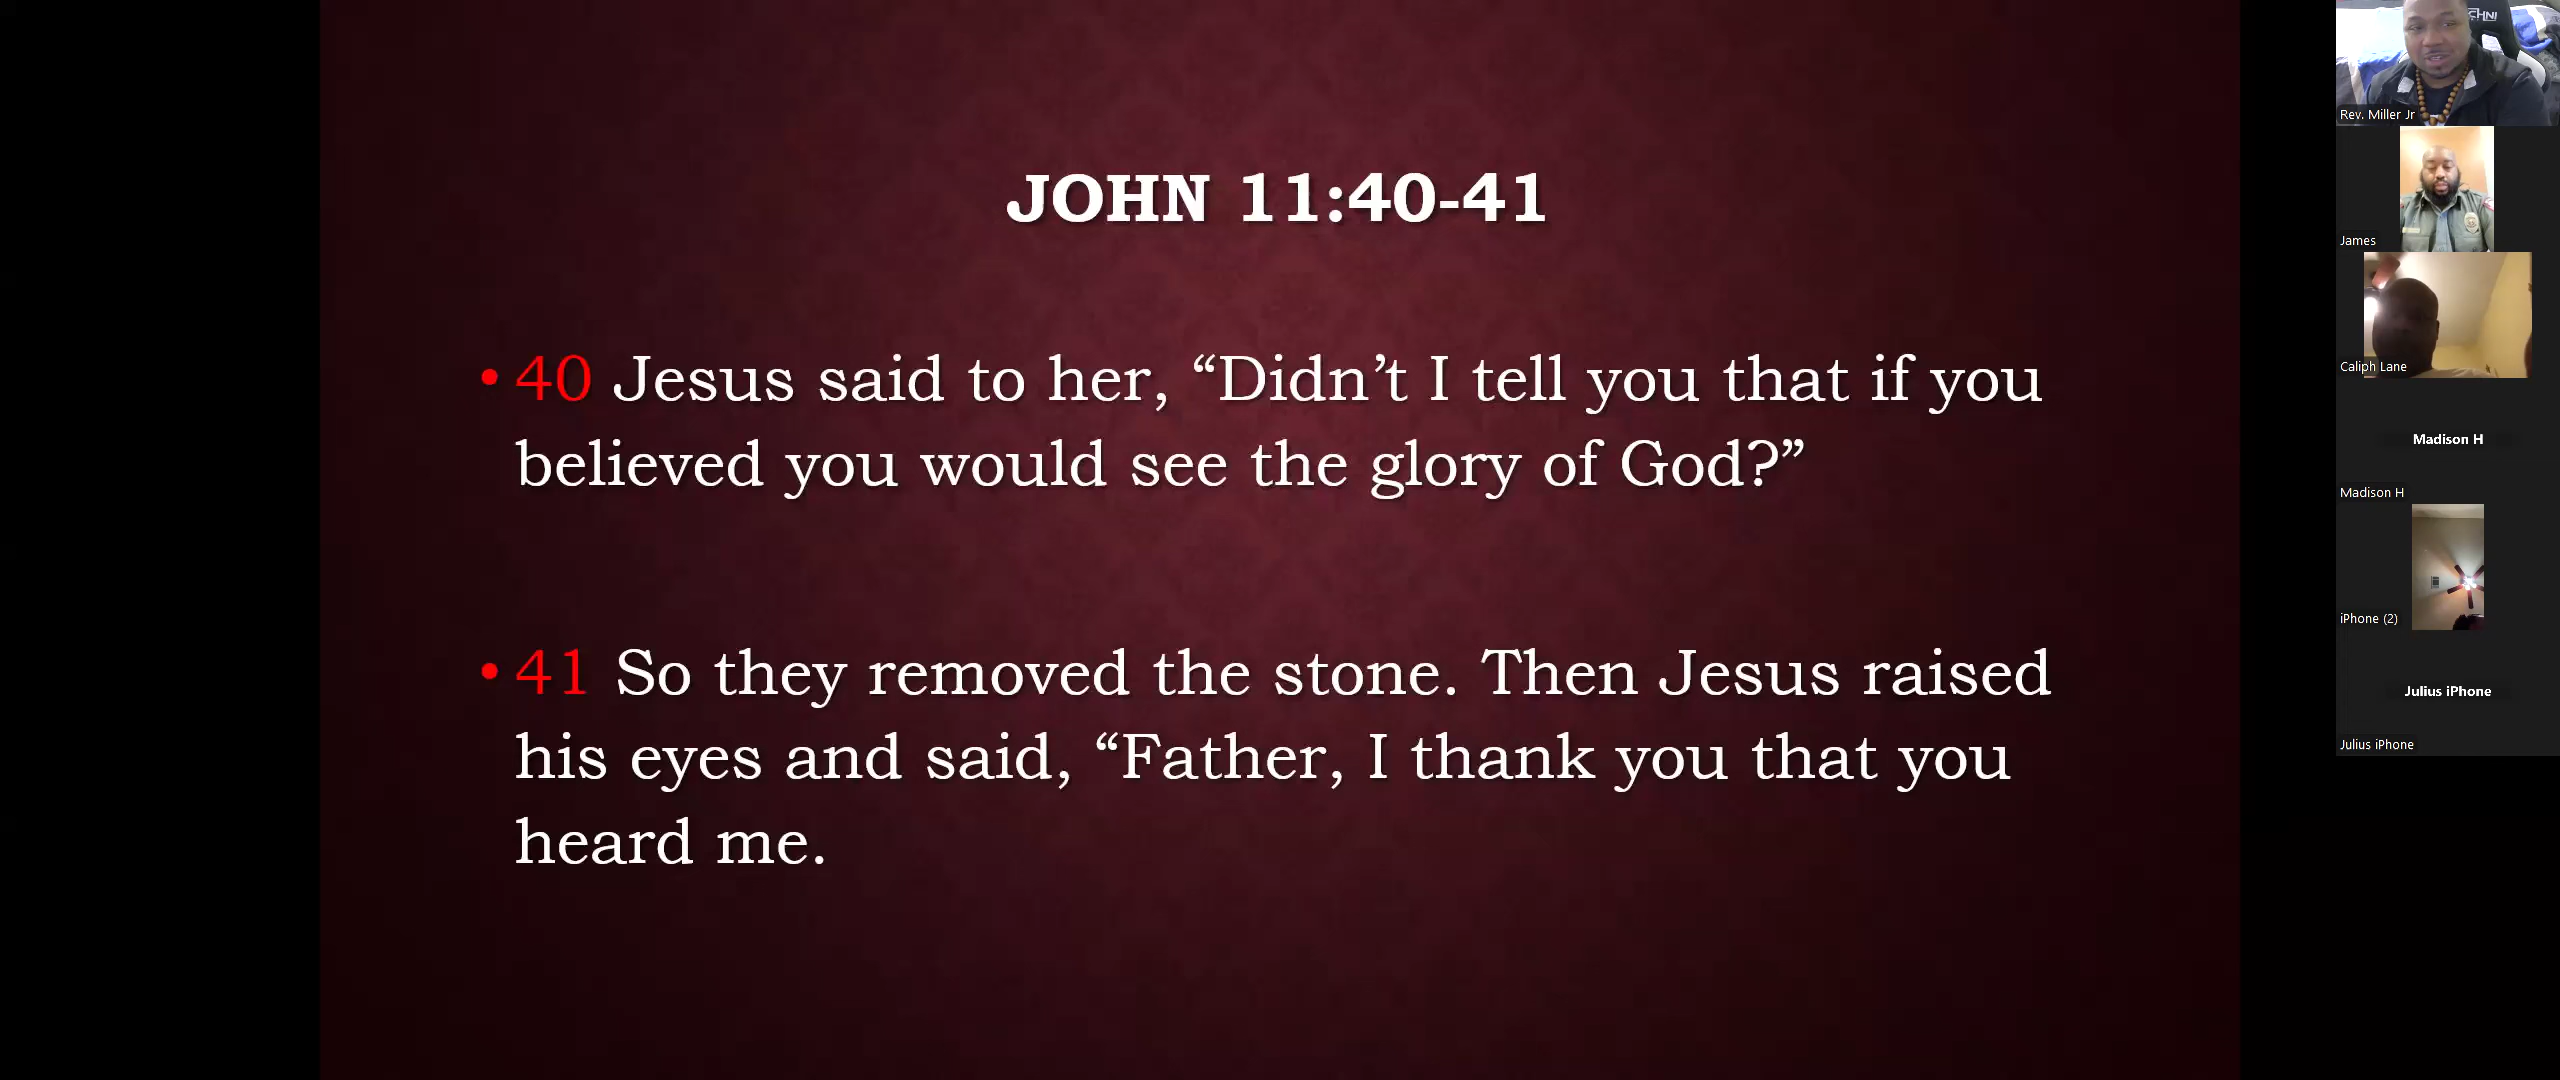 JOHN 11:40-41
• 40 Jesus said to her, “Didn’t I tell you that if you
believed you would see the glory of God?”
• 41 So they removed the stone. Then Jesus raised
his eyes and said, “Father, I thank you that you
heard me.
Rev. Miller Jr
James
Caliph Lane
Madison H
Madison H
iPhone (2)
Julius iPhone
Julius iPhone